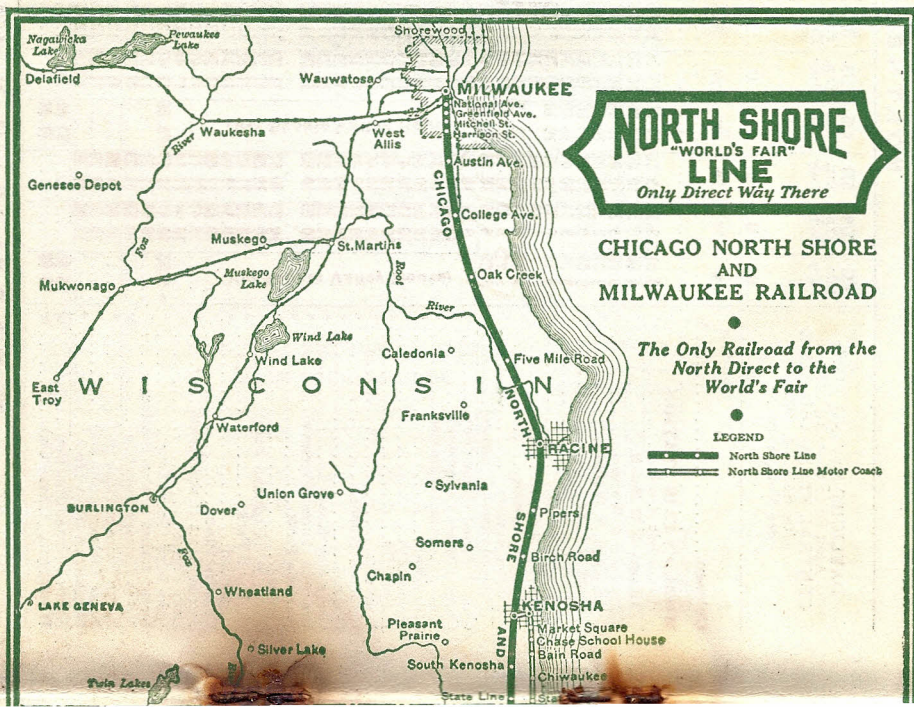 Shorewood
Nagawicka
Lake
Pewaukee
Lake
Delafield
Wauwatosa
MILWAUKEE
National Ave.
Greenfield Ave.
Mitchell St.
Harrison St.
Waukesha
West
Allis
River
Austin Ave.
Genesee Depot
CHICAGO
College Ave.
Fox
Muskego
St. Martins
Muskego
Lake
Root
Oak Creek
Mukwonago
River
Wind Lake
Wind Lake
Caledonia
Five Mile Road
East
Troy
WISCONSIN
NORTH
Franksville
Waterford
RACINE
Union Grove
Sylvania
BURLINGTON
Dover
Pipers
SHORE
Somers
Birch Road
Fox
Chapin
Wheatland
LAKE GENEVA
KENOSHA
Market Square
Chase School House
Bain Road
Chiwaukee
Pleasant
Prairie
AND
Silver Lake
South Kenosha
Twin Lakes
State Line
NORTH SHORE
"WORLD'S FAIR"
LINE
Only Direct Way There
CHICAGO NORTH SHORE
AND
MILWAUKEE RAILROAD
The Only Railroad from the
North Direct to the
World's Fair
LEGEND
North Shore Line
North Shore Line Motor Coach